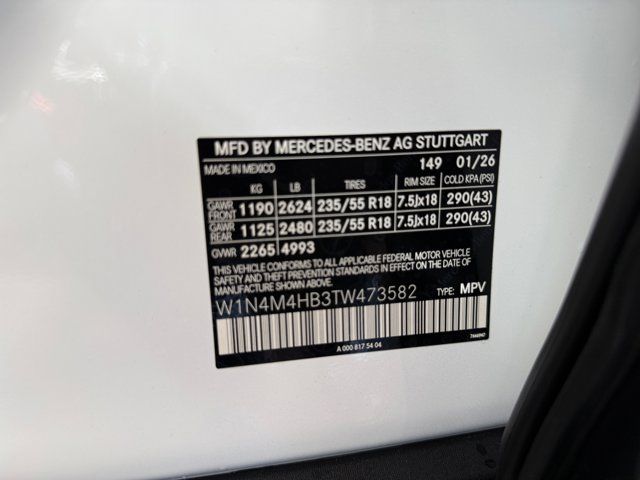 MFD BY MERCEDES-BENZ AG STUTTGART
MADE IN MEXICO 149 01/26
KG LB TIRES RIM SIZE COLD KPA (PSI)
GAWR FRONT 1190 2624 235/55 R18 7.5Jx18 290(43)
GAWR REAR 1125 2480 235/55 R18 7.5Jx18 290(43)
GVWR 2265 4993
THIS VEHICLE CONFORMS TO ALL APPLICABLE FEDERAL MOTOR VEHICLE
SAFETY, BUMPER, AND THEFT PREVENTION STANDARDS IN EFFECT ON THE DATE OF
MANUFACTURE SHOWN ABOVE.
W1N4M4HB3TW473582 TYPE: MPV
A 000 817 54 04